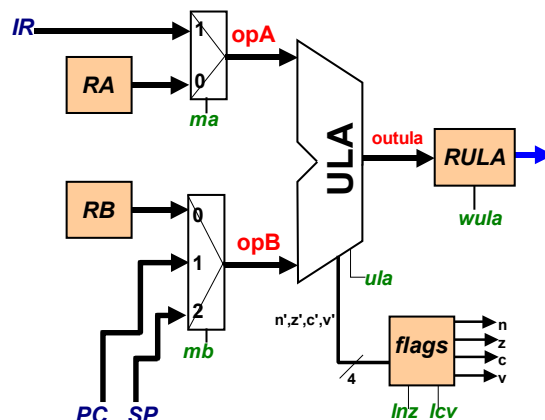 IR
1
opA
RA
0
ma
ULA
outula
RULA
wula
RB
0
opB
1
2
mb
ula
n',z',c',v'
4
flags
n
z
c
v
lnz lcv
PC SP